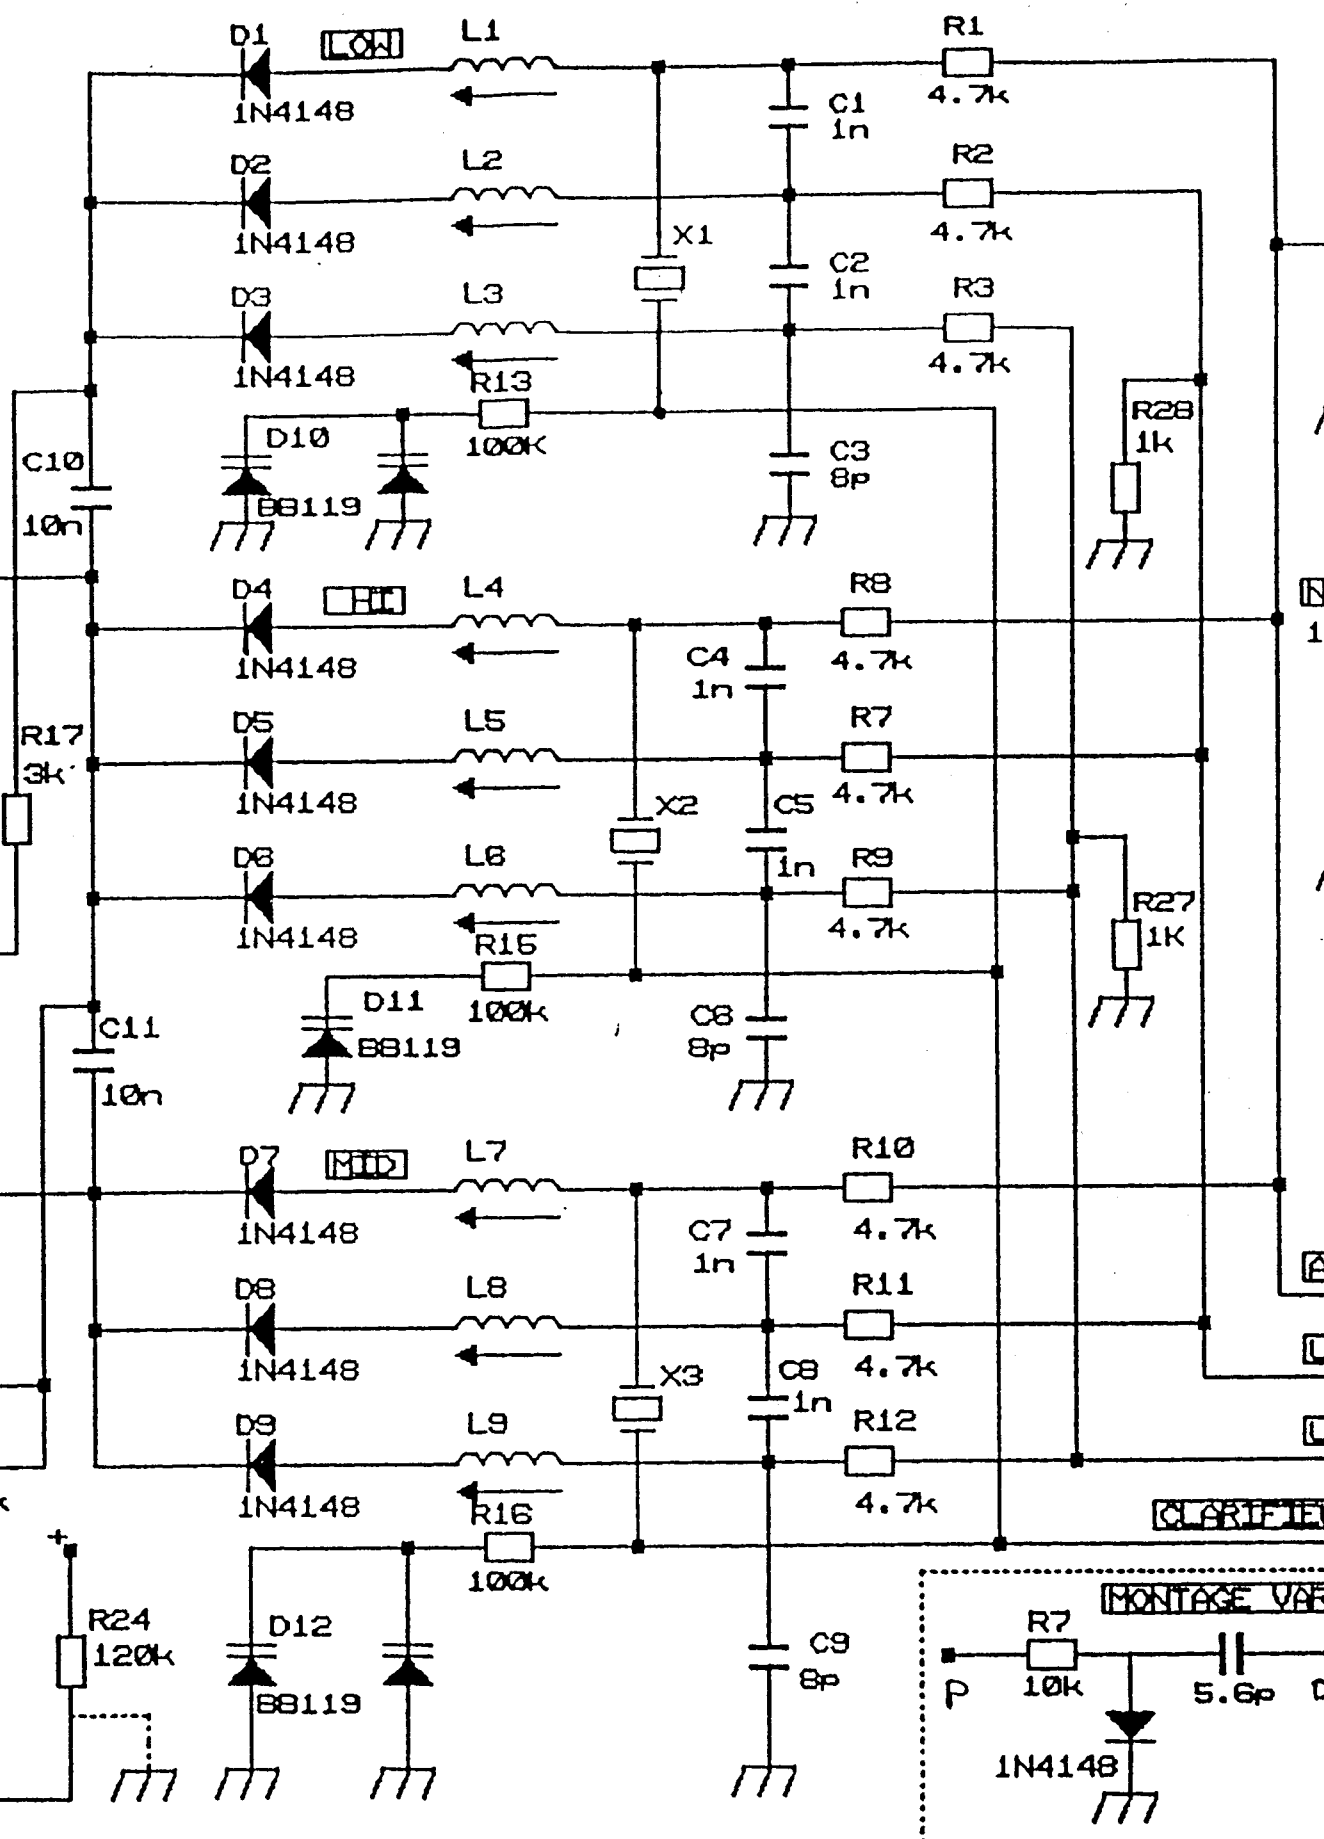 D1
LOW
L1
R1
1N4148
4.7k
C1
1n
D2
L2
R2
1N4148
4.7k
X1
C2
1n
D3
L3
R3
1N4148
4.7k
R13
100K
D10
BB119
C10
10n
C3
8p
R28
1k
D4
HI
L4
R8
1N4148
4.7k
C4
1n
N
1
R17
3k
D5
L5
R7
1N4148
4.7k
X2
C5
1n
D6
L6
R9
1N4148
4.7k
R27
1K
R15
100k
D11
BB119
C11
10n
C6
8p
D7
MID
L7
R10
1N4148
4.7k
C7
1n
D8
L8
R11
1N4148
4.7k
X3
C8
1n
A
D9
L9
R12
1N4148
4.7k
R16
100k
k
CLARIFIE
+
R24
120k
D12
BB119
C9
8p
MONTAGE VAR
R7
10k
P
5.6p
D
1N4148